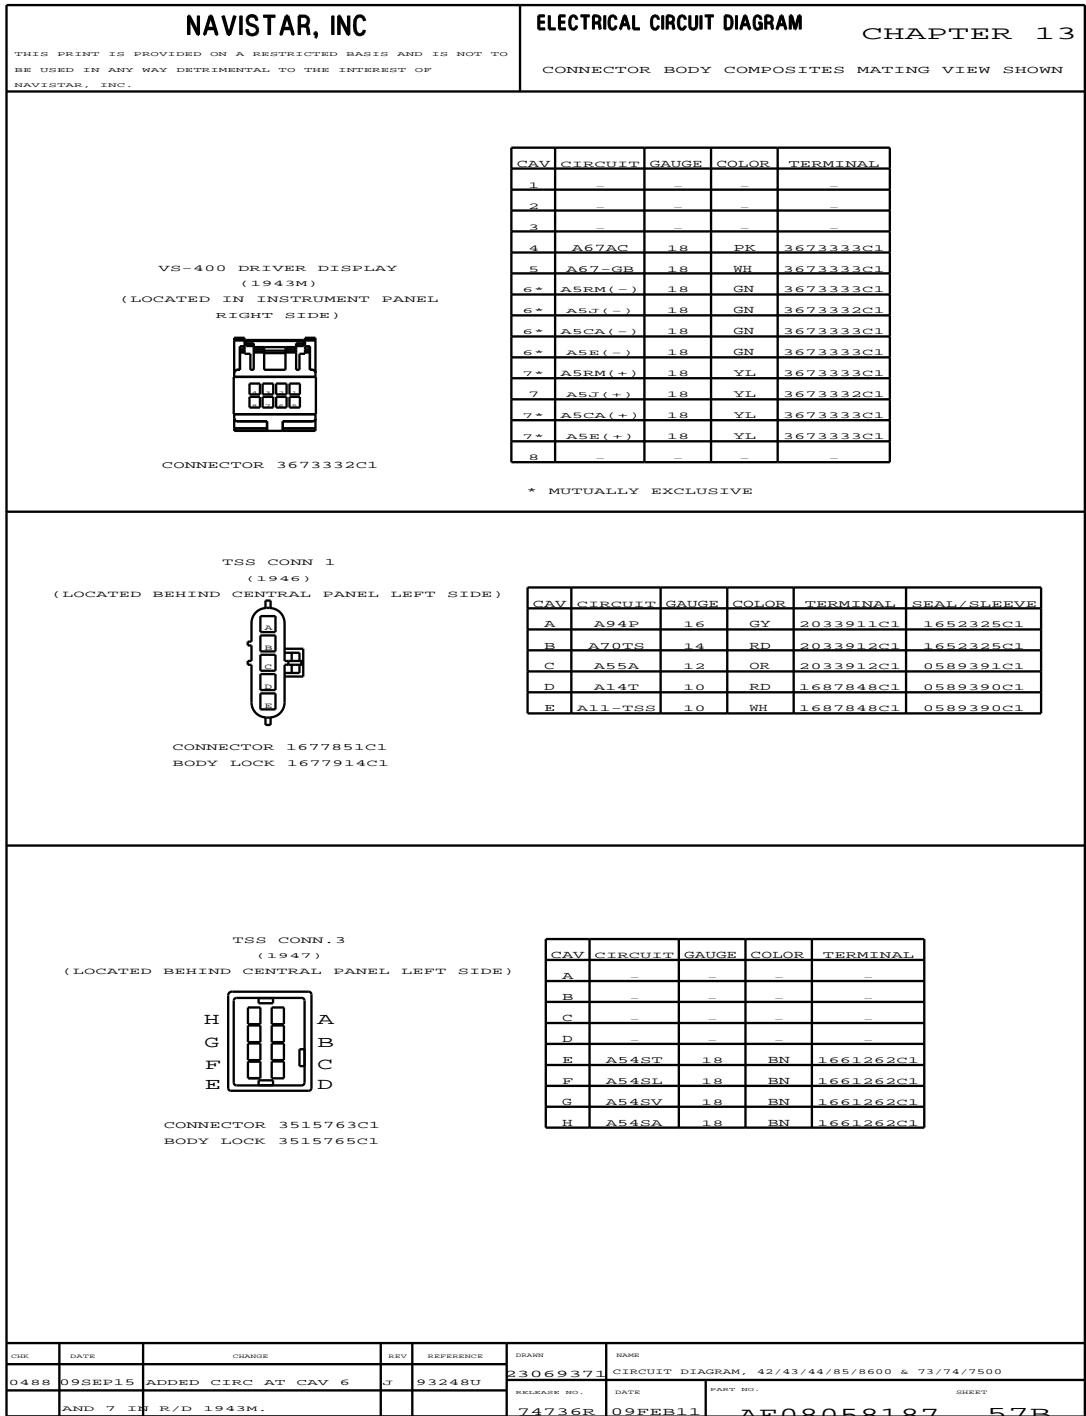 NAVISTAR, INC
THIS PRINT IS PROVIDED ON A RESTRICTED BASIS AND IS NOT TO
BE USED IN ANY WAY DETRIMENTAL TO THE INTEREST OF
NAVISTAR, INC.
ELECTRICAL CIRCUIT DIAGRAM
CHAPTER 13
CONNECTOR BODY COMPOSITES MATING VIEW SHOWN
VS-400 DRIVER DISPLAY
(1943M)
(LOCATED IN INSTRUMENT PANEL
RIGHT SIDE)
CONNECTOR 3673332C1
CAV CIRCUIT GAUGE COLOR TERMINAL
1 – – – –
2 – – – –
3 – – – –
4 A67AC 18 PK 3673333C1
5 A67-GB 18 WH 3673333C1
6* A5RM(-) 18 GN 3673333C1
6* A5J(-) 18 GN 3673332C1
6* A5CA(-) 18 GN 3673333C1
6* A5E(-) 18 GN 3673333C1
7* A5RM(+) 18 YL 3673333C1
7 A5J(+) 18 YL 3673332C1
7* A5CA(+) 18 YL 3673333C1
7* A5E(+) 18 YL 3673333C1
8 – – – –
* MUTUALLY EXCLUSIVE
TSS CONN 1
(1946)
(LOCATED BEHIND CENTRAL PANEL LEFT SIDE)
A
B
C
D
E
CONNECTOR 1677851C1
BODY LOCK 1677914C1
CAV CIRCUIT GAUGE COLOR TERMINAL SEAL/SLEEVE
A A94P 16 GY 2033911C1 1652325C1
B A70TS 14 RD 2033912C1 1652325C1
C A55A 12 OR 2033912C1 0589391C1
D A14T 10 RD 1687848C1 0589390C1
E A11-TSS 10 WH 1687848C1 0589390C1
TSS CONN.3
(1947)
(LOCATED BEHIND CENTRAL PANEL LEFT SIDE)
H A
G B
F C
E D
CONNECTOR 3515763C1
BODY LOCK 3515765C1
CAV CIRCUIT GAUGE COLOR TERMINAL
A – – – –
B – – – –
C – – – –
D – – – –
E A54ST 18 BN 1661262C1
F A54SL 18 BN 1661262C1
G A54SV 18 BN 1661262C1
H A54SA 18 BN 1661262C1
CHK DATE CHANGE REV REFERENCE
0488 09SEP15 ADDED CIRC AT CAV 6 J 93248U
AND 7 IN R/D 1943M.
DRAWN NAME
23069371 CIRCUIT DIAGRAM, 42/43/44/85/8600 & 73/74/7500
RELEASE NO. DATE PART NO. SHEET
74736R 09FEB11 AE08058187 57B